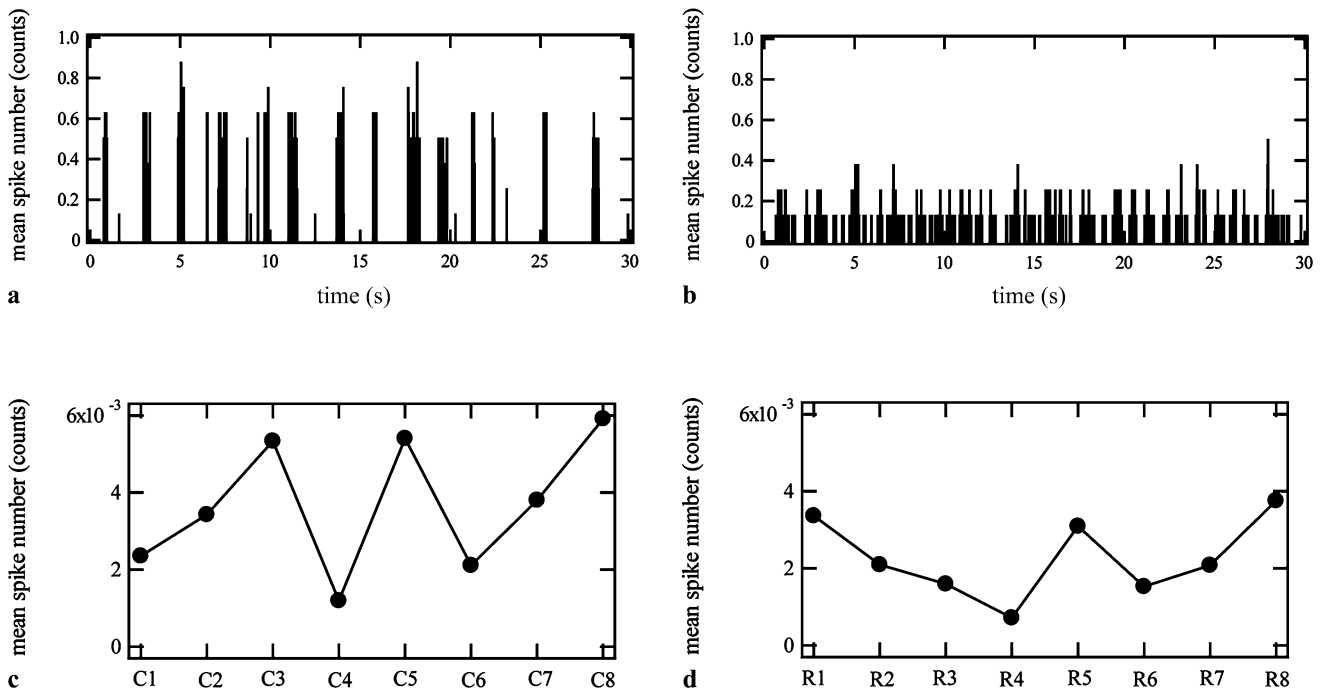 mean spike number (counts)
1.0
0.8
0.6
0.4
0.2
0
0 5 10 15 20 25 30
time (s)
a
mean spike number (counts)
1.0
0.8
0.6
0.4
0.2
0
0 5 10 15 20 25 30
time (s)
b
mean spike number (counts)
6x10 -3
4
2
0
C1 C2 C3 C4 C5 C6 C7 C8
c
mean spike number (counts)
6x10 -3
4
2
0
R1 R2 R3 R4 R5 R6 R7 R8
d